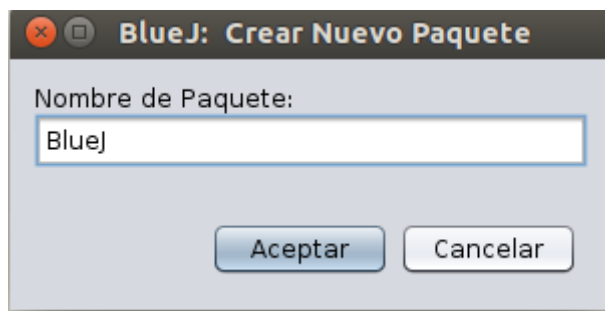 BlueJ: Crear Nuevo Paquete
Nombre de Paquete:
BlueJ
Aceptar Cancelar